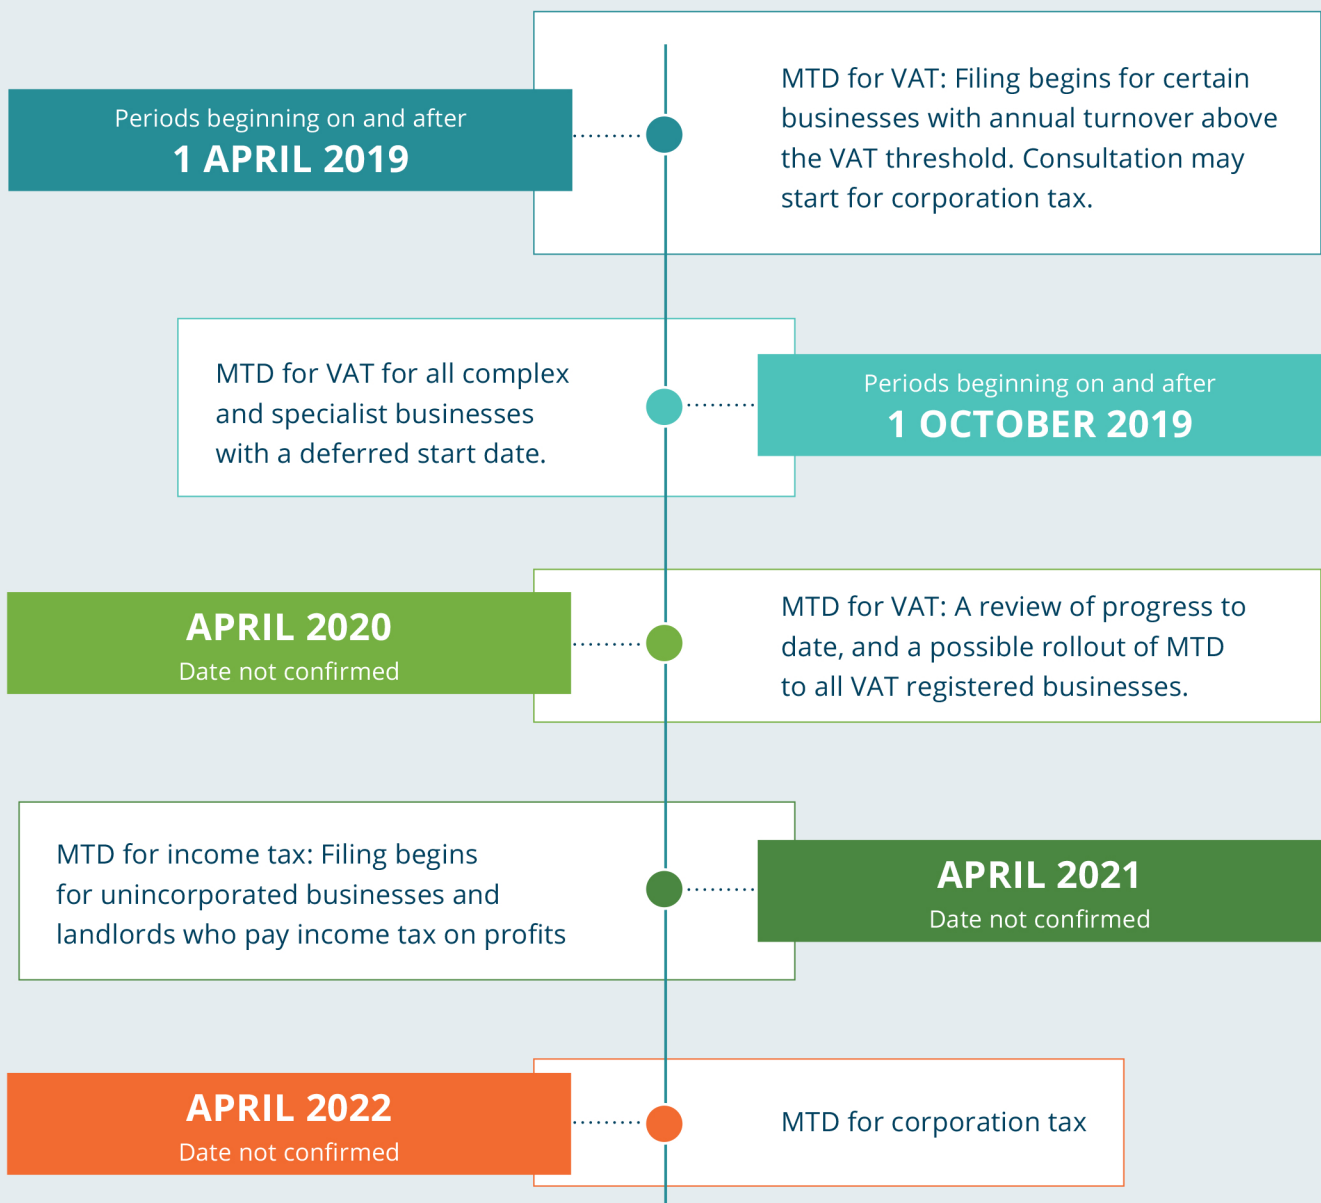 Periods beginning on and after
1 APRIL 2019
MTD for VAT: Filing begins for certain
businesses with annual turnover above
the VAT threshold. Consultation may
start for corporation tax.
MTD for VAT for all complex
and specialist businesses
with a deferred start date.
Periods beginning on and after
1 OCTOBER 2019
APRIL 2020
Date not confirmed
MTD for VAT: A review of progress to
date, and a possible rollout of MTD
to all VAT registered businesses.
MTD for income tax: Filing begins
for unincorporated businesses and
landlords who pay income tax on profits
APRIL 2021
Date not confirmed
APRIL 2022
Date not confirmed
MTD for corporation tax